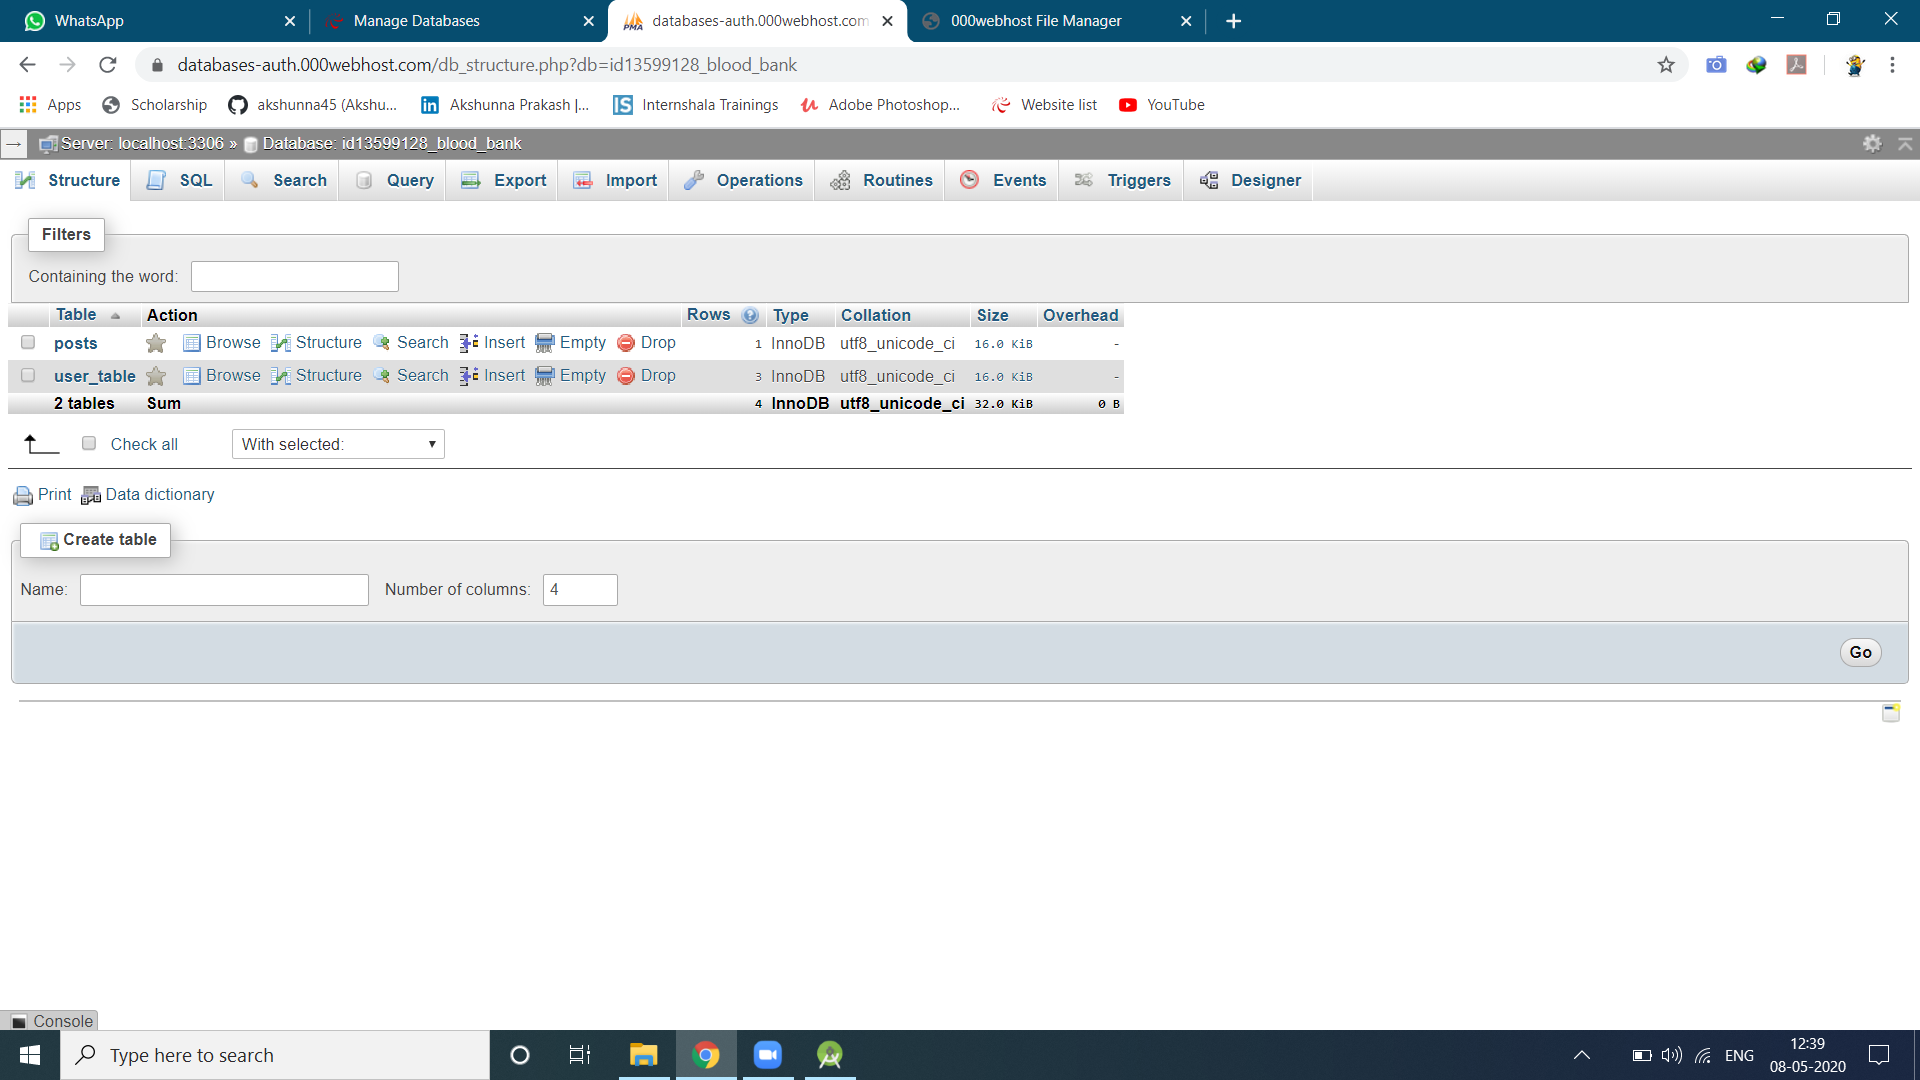 WhatsApp
Manage Databases
databases-auth.000webhost.com
000webhost File Manager
databases-auth.000webhost.com/db_structure.php?db=id13599128_blood_bank
Apps Scholarship akshunna45 (Akshu... Akshunna Prakash |... Internshala Trainings Adobe Photoshop... Website list YouTube
Server: localhost:3306 » Database: id13599128_blood_bank
Structure SQL Search Query Export Import Operations Routines Events Triggers Designer
Filters
Containing the word:
Table Action Rows Type Collation Size Overhead
posts Browse Structure Search Insert Empty Drop 1 InnoDB utf8_unicode_ci 16.0 KiB -
user_table Browse Structure Search Insert Empty Drop 3 InnoDB utf8_unicode_ci 16.0 KiB -
2 tables Sum 4 InnoDB utf8_unicode_ci 32.0 KiB 0 B
Check all With selected:
Print Data dictionary
Create table
Name: Number of columns: 4
Go
Console
Type here to search
ENG
12:39
08-05-2020